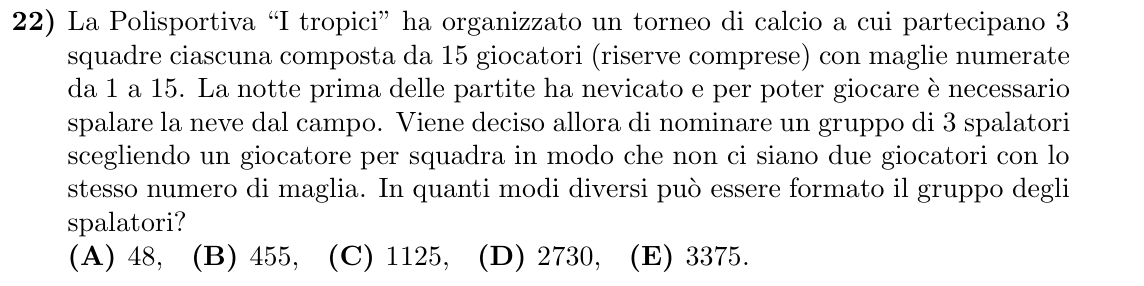 22) La Polisportiva “I tropici” ha organizzato un torneo di calcio a cui partecipano 3
squadre ciascuna composta da 15 giocatori (riserve comprese) con maglie numerate
da 1 a 15. La notte prima delle partite ha nevicato e per poter giocare è necessario
spalare la neve dal campo. Viene deciso allora di nominare un gruppo di 3 spalatori
scegliendo un giocatore per squadra in modo che non ci siano due giocatori con lo
stesso numero di maglia. In quanti modi diversi può essere formato il gruppo degli
spalatori?
(A) 48, (B) 455, (C) 1125, (D) 2730, (E) 3375.